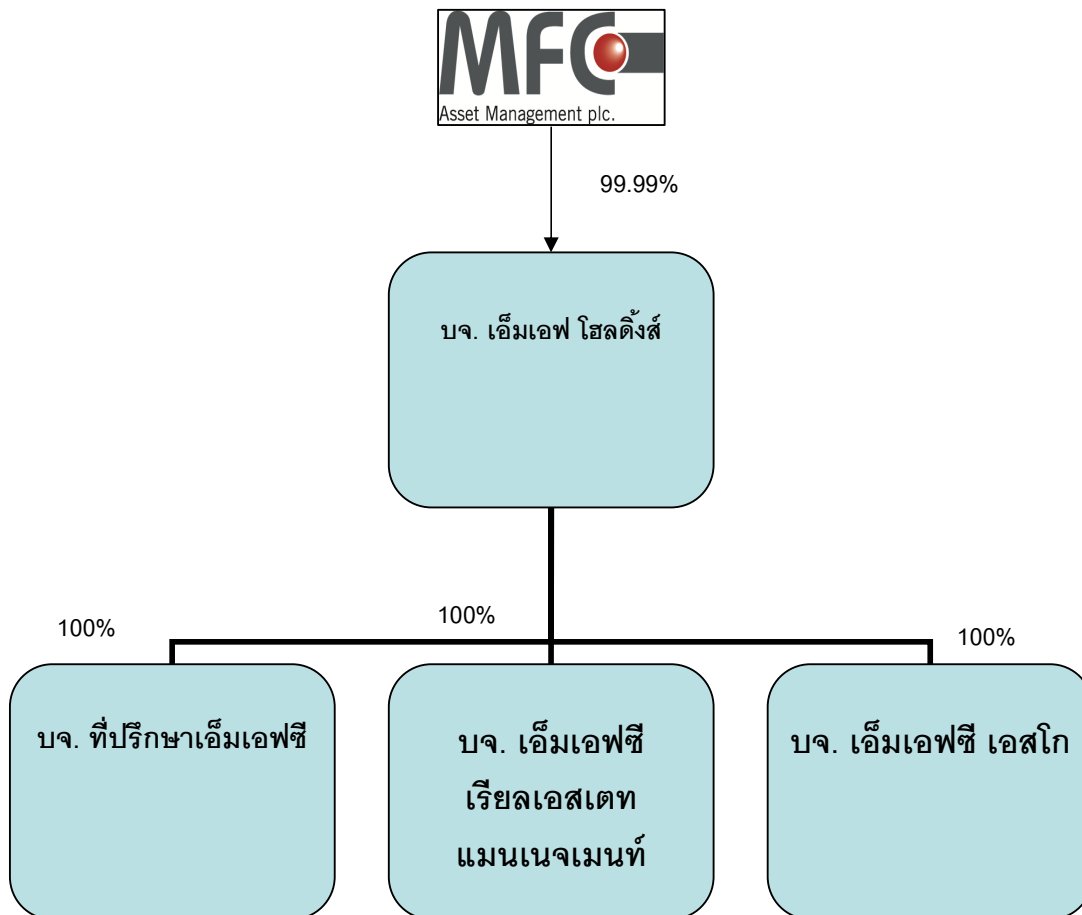 MFC
Asset Management plc.
99.99%
บจ. เอ็มเอฟ โฮลดิ้งส์
100%
100%
100%
บจ. ที่ปรึกษาเอ็มเอฟซี
บจ. เอ็มเอฟซี
เรียลเอสเตท
แมนเนจเมนท์
บจ. เอ็มเอฟซี เอสโก